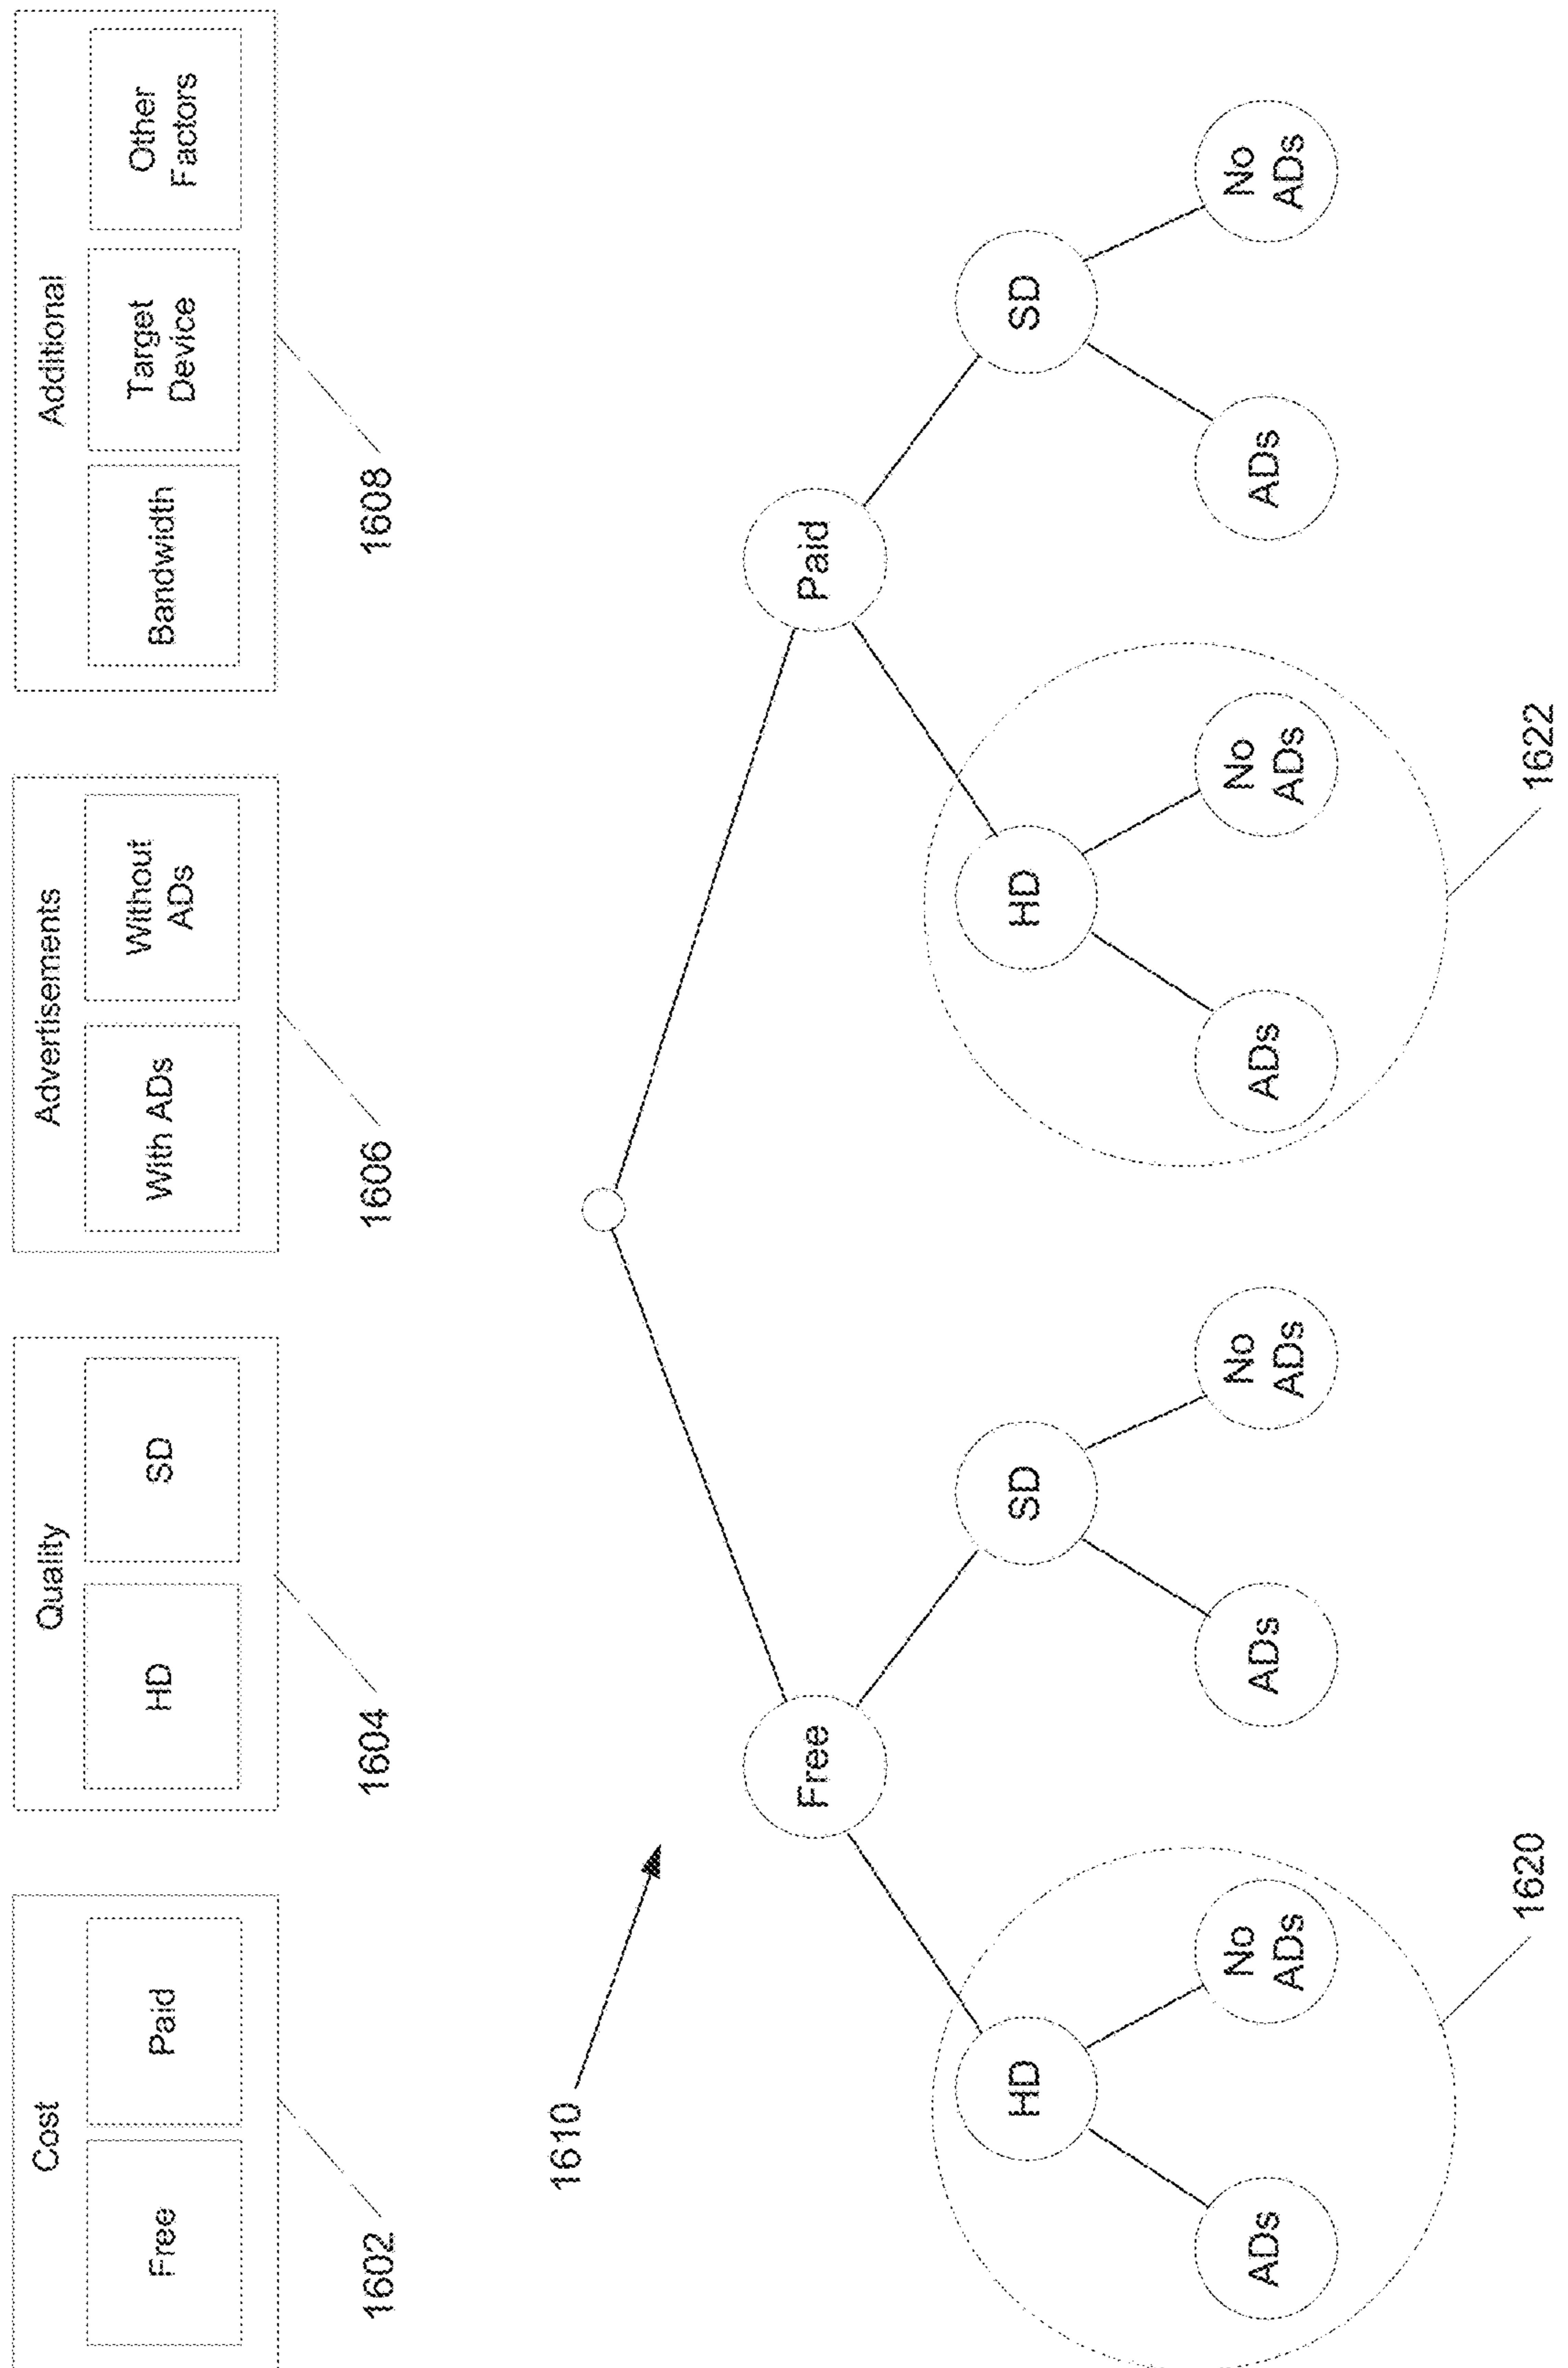 Cost
Free
Paid
1602
Quality
HD
SD
1604
Advertisements
With ADs
Without
ADs
1606
Additional
Bandwidth
Target
Device
Other
Factors
1608
1610
Free
Paid
HD
SD
HD
SD
ADs
No
ADs
ADs
No
ADs
ADs
No
ADs
ADs
No
ADs
1620
1622